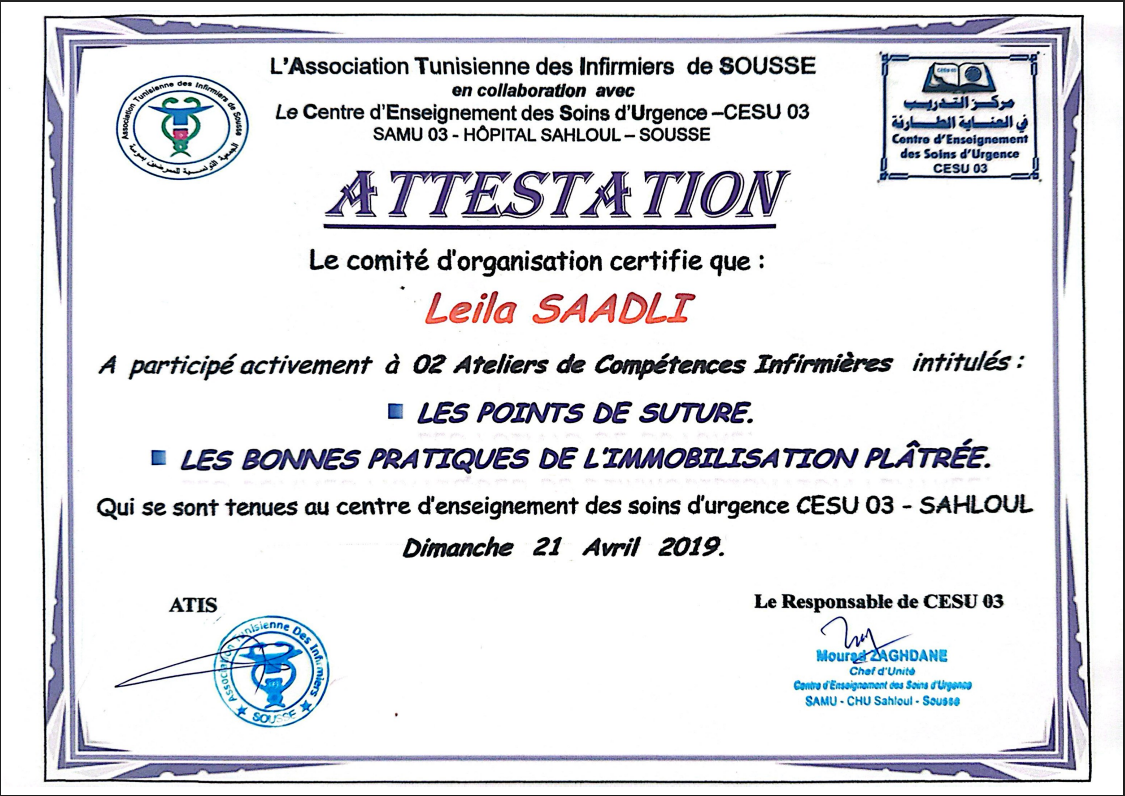 L'Association Tunisienne des Infirmiers de SOUSSE
en collaboration avec
Le Centre d'Enseignement des Soins d'Urgence –CESU 03
SAMU 03 - HÔPITAL SAHLOUL – SOUSSE
Association Tunisienne des Infirmiers de Sousse
الجمعية التونسية للممرضين بسوسة
CESU 03
مركز التدريب
في العناية الطارئة
Centre d'Enseignement
des Soins d'Urgence
CESU 03
ATTESTATION
Le comité d'organisation certifie que :
Leila SAADLI
A participé activement à 02 Ateliers de Compétences Infirmières intitulés :
LES POINTS DE SUTURE.
LES BONNES PRATIQUES DE L'IMMOBILISATION PLÂTRÉE.
Qui se sont tenues au centre d'enseignement des soins d'urgence CESU 03 - SAHLOUL
Dimanche 21 Avril 2019.
ATIS
Association Tunisienne Des Infirmiers
SOUSSE
Le Responsable de CESU 03
Mourad ZAGHDANE
Chef d'Unité
Centre d'Enseignement des Soins d'Urgence
SAMU - CHU Sahloul - Sousse